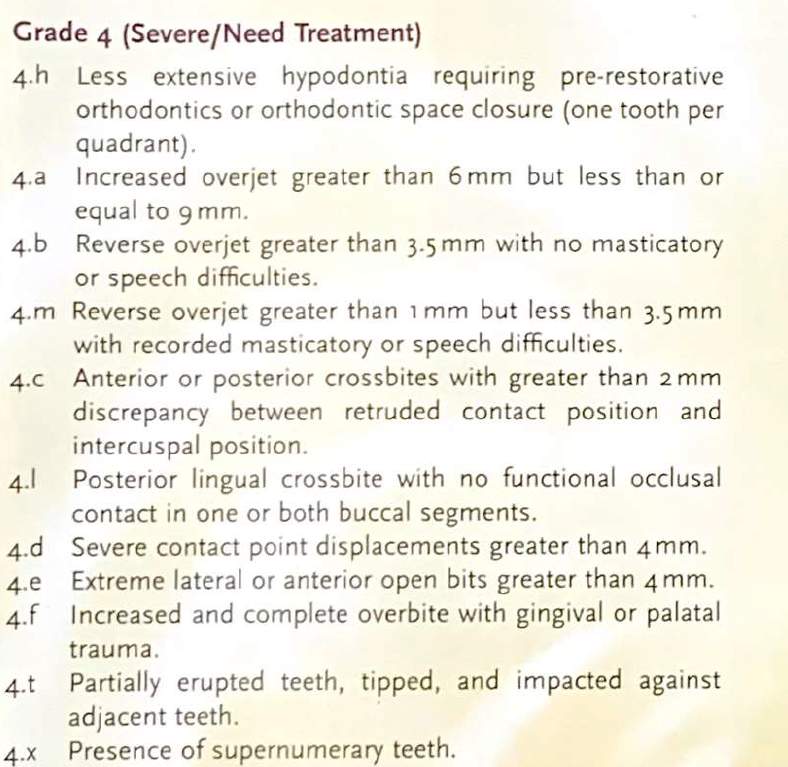 Grade 4 (Severe/Need Treatment)
4.h Less extensive hypodontia requiring pre-restorative
orthodontics or orthodontic space closure (one tooth per
quadrant).
4.a Increased overjet greater than 6 mm but less than or
equal to 9 mm.
4.b Reverse overjet greater than 3.5 mm with no masticatory
or speech difficulties.
4.m Reverse overjet greater than 1 mm but less than 3.5 mm
with recorded masticatory or speech difficulties.
4.c Anterior or posterior crossbites with greater than 2 mm
discrepancy between retruded contact position and
intercuspal position.
4.l Posterior lingual crossbite with no functional occlusal
contact in one or both buccal segments.
4.d Severe contact point displacements greater than 4 mm.
4.e Extreme lateral or anterior open bits greater than 4 mm.
4.f Increased and complete overbite with gingival or palatal
trauma.
4.t Partially erupted teeth, tipped, and impacted against
adjacent teeth.
4.x Presence of supernumerary teeth.